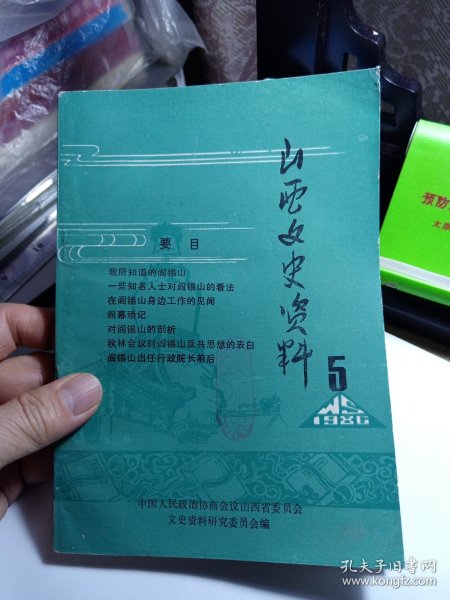 山西文史资料
5
WS
1986
要目
我所知道的阎锡山
一些知名人士对阎锡山的看法
在阎锡山身边工作的见闻
阎幕琐记
对阎锡山的剖析
秋林会议时阎锡山反共思想的表白
阎锡山出任行政院长前后
中国人民政治协商会议山西省委员会
文史资料研究委员会编
预防
太原
孔夫子旧书网
www.kongfz.com